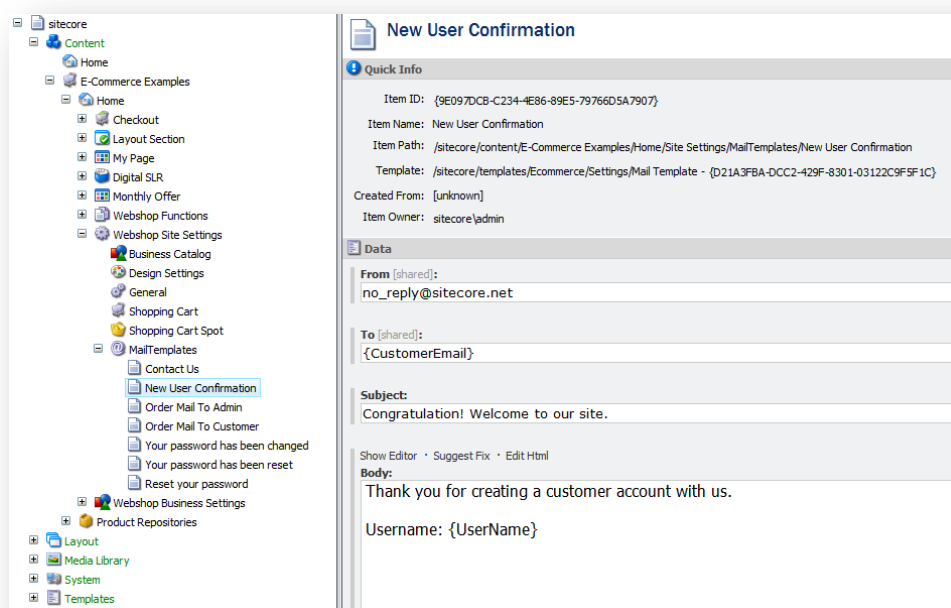 sitecore
Content
Home
E-Commerce Examples
Home
Checkout
Layout Section
My Page
Digital SLR
Monthly Offer
Webshop Functions
Webshop Site Settings
Business Catalog
Design Settings
General
Shopping Cart
Shopping Cart Spot
MailTemplates
Contact Us
New User Confirmation
Order Mail To Admin
Order Mail To Customer
Your password has been changed
Your password has been reset
Reset your password
Webshop Business Settings
Product Repositories
Layout
Media Library
System
Templates
New User Confirmation
Quick Info
Item ID: {9E097DCB-C234-4E86-89E5-79766D5A7907}
Item Name: New User Confirmation
Item Path: /sitecore/content/E-Commerce Examples/Home/Site Settings/MailTemplates/New User Confirmation
Template: /sitecore/templates/Ecommerce/Settings/Mail Template - {D21A3FBA-DCC2-429F-8301-03122C9F5F1C}
Created From: [unknown]
Item Owner: sitecore\admin
Data
From [shared]:
no_reply@sitecore.net
To [shared]:
{CustomerEmail}
Subject:
Congratulation! Welcome to our site.
Show Editor · Suggest Fix · Edit Html
Body:
Thank you for creating a customer account with us.
Username: {UserName}